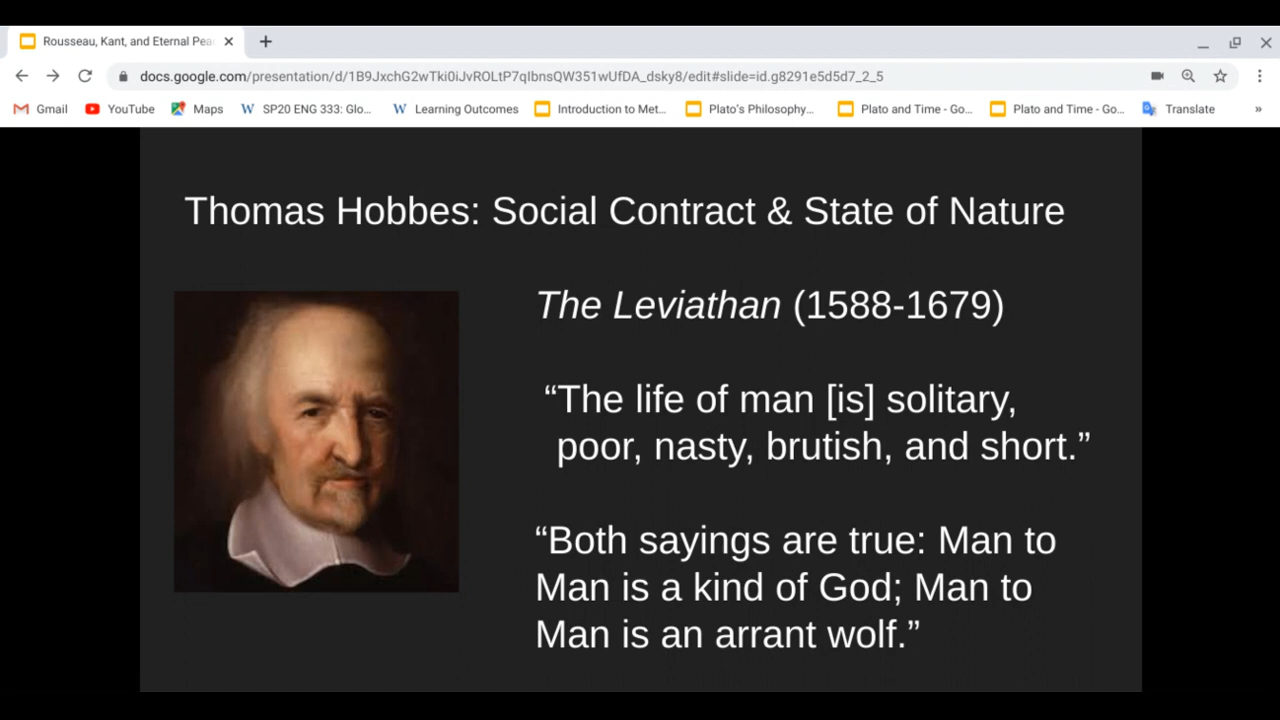 Rousseau, Kant, and Eternal Pea
docs.google.com/presentation/d/1B9JxchG2wTki0iJvROLtP7qIbnsQW351wUfDA_dsky8/edit#slide=id.g8291e5d5d7_2_5
Gmail YouTube Maps SP20 ENG 333: Glo... Learning Outcomes Introduction to Met... Plato's Philosophy... Plato and Time - Go... Plato and Time - Go... Translate »
Thomas Hobbes: Social Contract & State of Nature
The Leviathan (1588-1679)
“The life of man [is] solitary,
poor, nasty, brutish, and short.”
“Both sayings are true: Man to
Man is a kind of God; Man to
Man is an arrant wolf.”